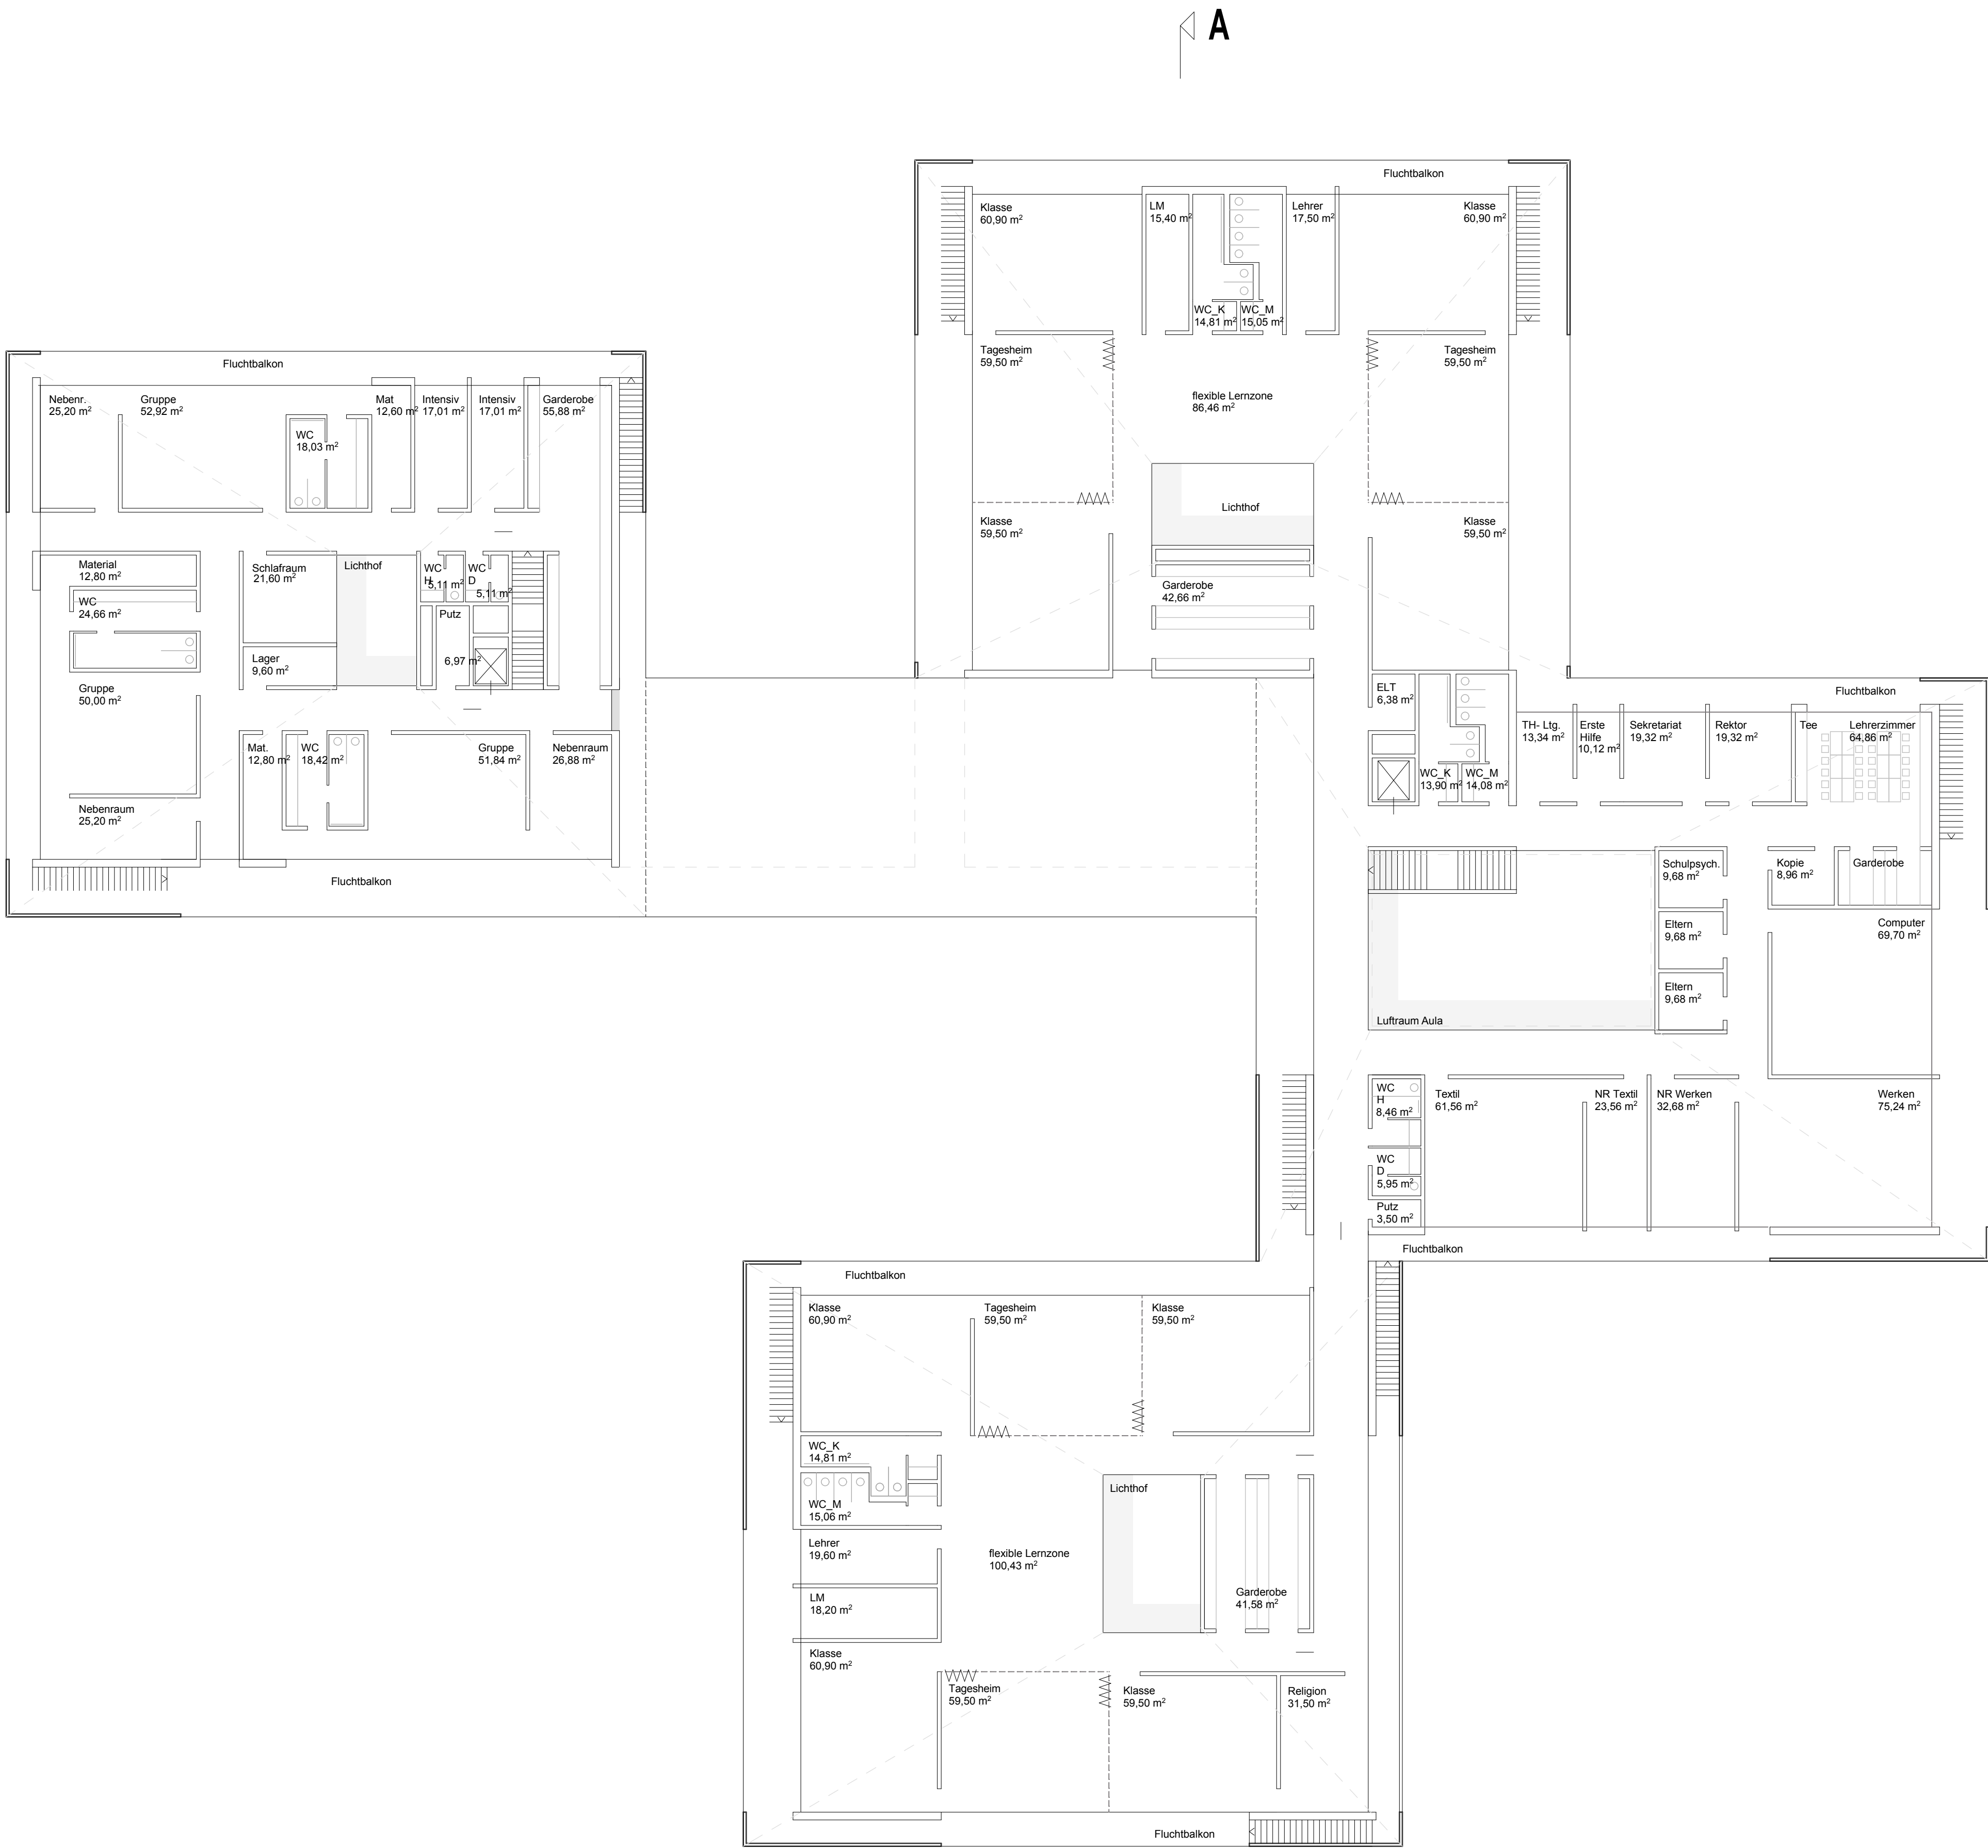 A
Fluchtbalkon
Klasse
60,90 m²
LM
15,40 m²
Lehrer
17,50 m²
Klasse
60,90 m²
WC_K
14,81 m²
WC_M
15,05 m²
Tagesheim
59,50 m²
Tagesheim
59,50 m²
flexible Lernzone
86,46 m²
Lichthof
Klasse
59,50 m²
Klasse
59,50 m²
Garderobe
42,66 m²
Fluchtbalkon
Nebenr.
25,20 m²
Gruppe
52,92 m²
Mat
12,60 m²
Intensiv
17,01 m²
Intensiv
17,01 m²
Garderobe
55,88 m²
WC
18,03 m²
Material
12,80 m²
WC
24,66 m²
Schlafraum
21,60 m²
Lichthof
WC
H
5,11 m²
WC
D
5,11 m²
Putz
6,97 m²
Lager
9,60 m²
Gruppe
50,00 m²
Mat.
12,80 m²
WC
18,42 m²
Gruppe
51,84 m²
Nebenraum
26,88 m²
Nebenraum
25,20 m²
Fluchtbalkon
ELT
6,38 m²
WC_K
13,90 m²
WC_M
14,08 m²
Fluchtbalkon
TH- Ltg.
13,34 m²
Erste
Hilfe
10,12 m²
Sekretariat
19,32 m²
Rektor
19,32 m²
Tee
Lehrerzimmer
64,86 m²
Schulpsych.
9,68 m²
Kopie
8,96 m²
Garderobe
Eltern
9,68 m²
Computer
69,70 m²
Eltern
9,68 m²
Luftraum Aula
WC
H
8,46 m²
Textil
61,56 m²
NR Textil
23,56 m²
NR Werken
32,68 m²
Werken
75,24 m²
WC
D
5,95 m²
Putz
3,50 m²
Fluchtbalkon
Fluchtbalkon
Klasse
60,90 m²
Tagesheim
59,50 m²
Klasse
59,50 m²
WC_K
14,81 m²
WC_M
15,06 m²
Lichthof
Lehrer
19,60 m²
flexible Lernzone
100,43 m²
LM
18,20 m²
Garderobe
41,58 m²
Klasse
60,90 m²
Tagesheim
59,50 m²
Klasse
59,50 m²
Religion
31,50 m²
Fluchtbalkon